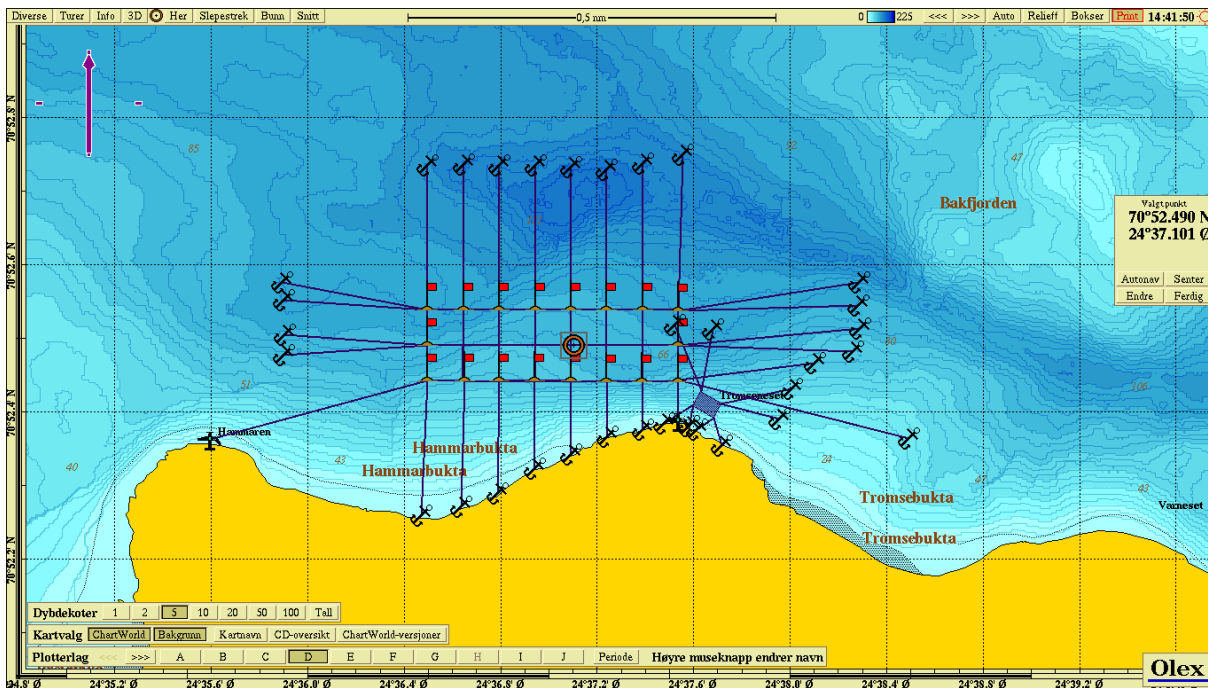 Diverse Turer Info 3D Her Slepestrek Bunn Snitt 0,5 nm 0 225 <<< >>> Auto Relieff Bokser Print 14:41:50
70°52.8 N
85
52
47
Bakfjorden
Valgt punkt
70°52.490 N
24°37.101 Ø
Autonav Senter
Endre Ferdig
70°52.6 N
66
51
106
70°52.4 N
Tromseneset
Hammaren
Hammarbukta
43
24
40
Hammarbukta
47
43
Tromsebukta
Varneset
Tromsebukta
70°52.2 N
Dybdekoter 1 2 5 10 20 50 100 Tall
Kartvalg ChartWorld Bakgrunn Kartnavn CD-oversikt ChartWorld-versjoner
Plotterlag <<< >>> A B C D E F G H I J Periode Høyre museknapp endrer navn
Olex
24°35.2 Ø 24°35.6 Ø 24°36.0 Ø 24°36.4 Ø 24°36.8 Ø 24°37.2 Ø 24°37.6 Ø 24°38.0 Ø 24°38.4 Ø 24°38.8 Ø 24°39.2 Ø